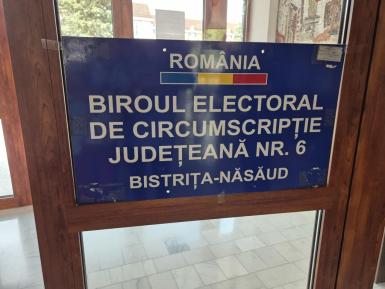 ROMÂNIA
BIROUL ELECTORAL
DE CIRCUMSCRIPȚIE
JUDEȚEANĂ NR. 6
BISTRIȚA-NĂSĂUD